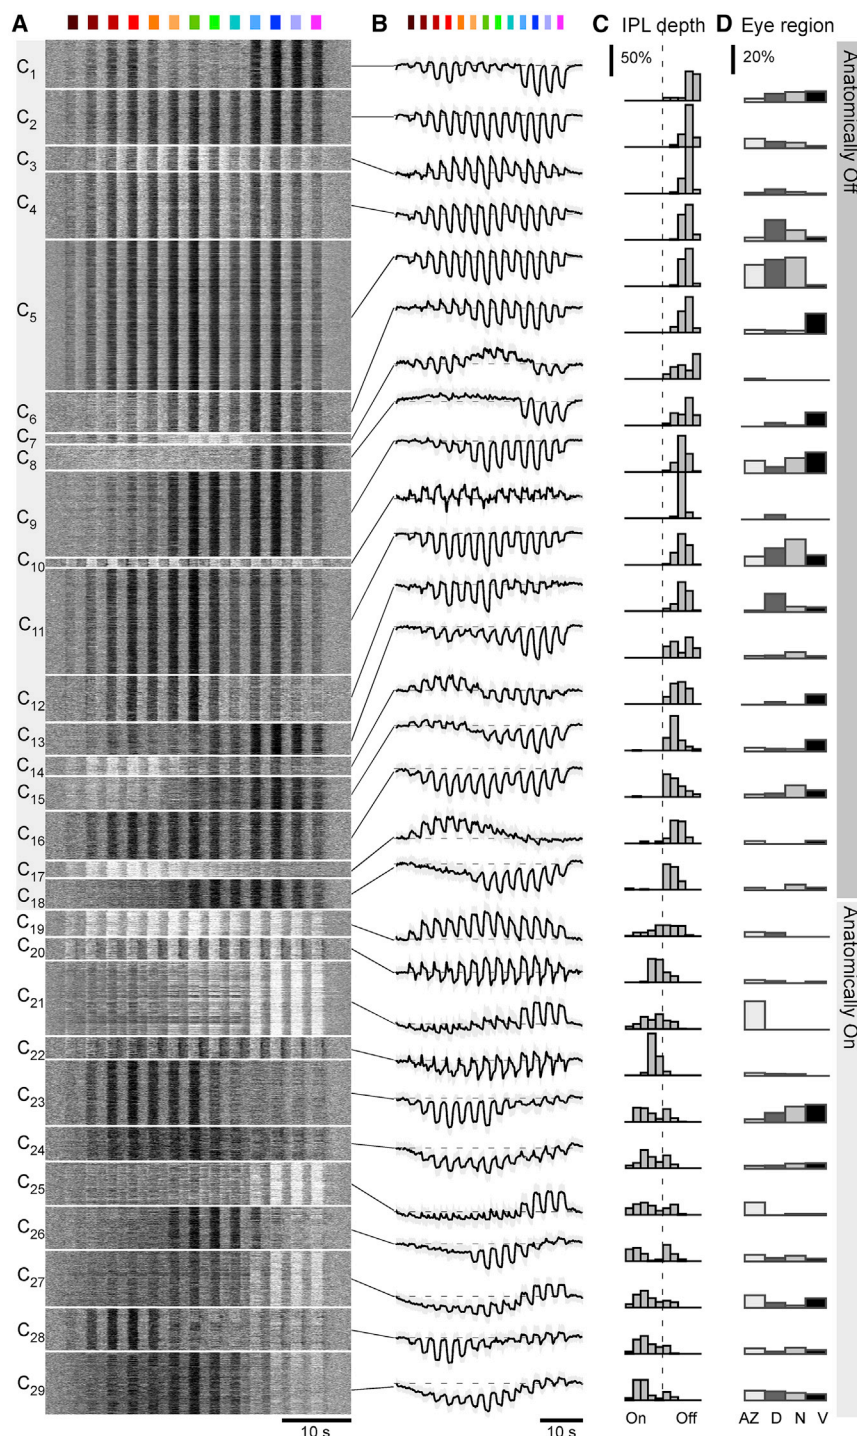 A
B
C IPL depth
D Eye region
50%
20%
C1
C2
C3
C4
C5
C6
C7
C8
C9
C10
C11
C12
C13
C14
C15
C16
C17
C18
C19
C20
C21
C22
C23
C24
C25
C26
C27
C28
C29
Anatomically Off
Anatomically On
10 s
10 s
On Off
AZ D N V